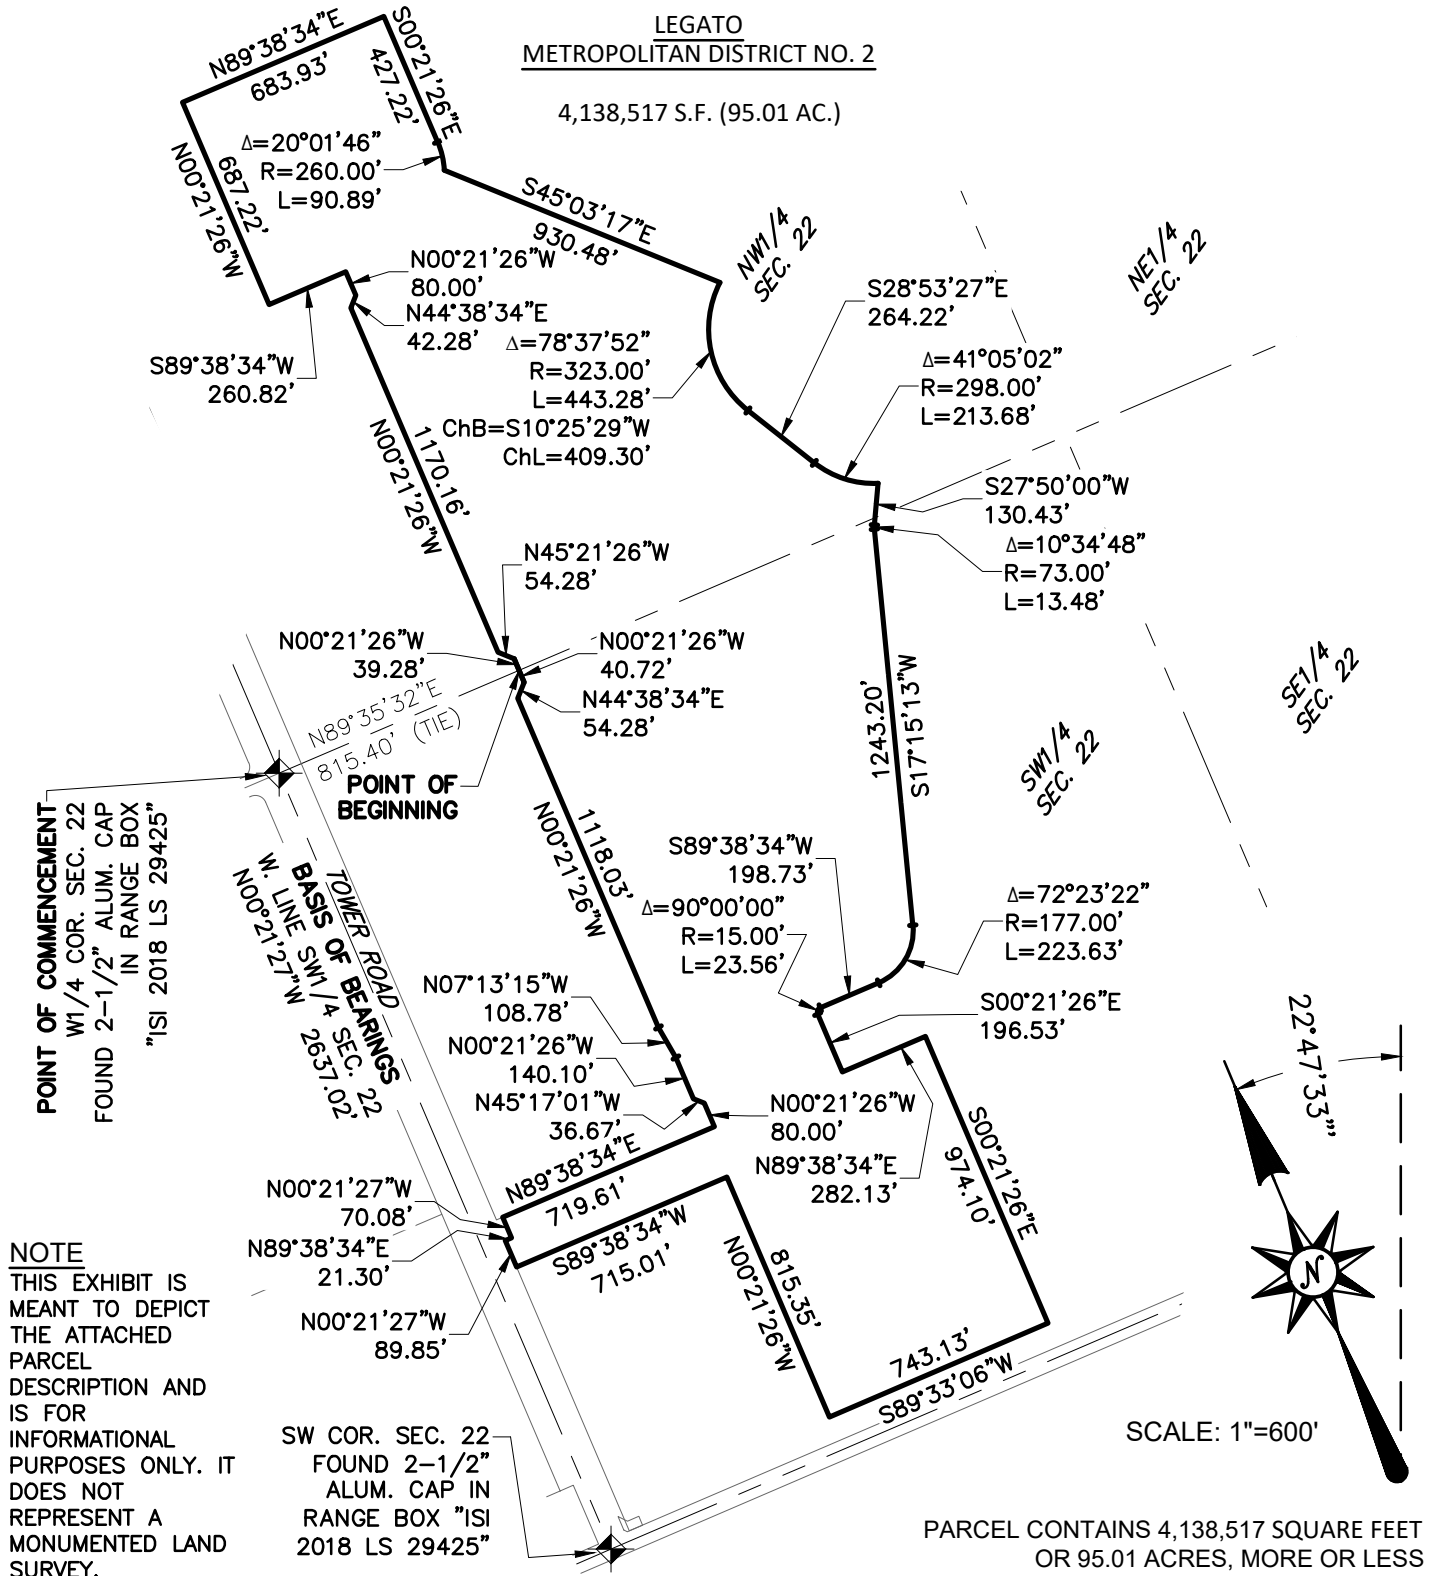 LEGATO
METROPOLITAN DISTRICT NO. 2
4,138,517 S.F. (95.01 AC.)
N89°38'34"E
683.93'
S00°21'26"E
427.22'
Δ=20°01'46"
R=260.00'
L=90.89'
N00°21'26"W
687.22'
S45°03'17"E
930.48'
NW1/4
SEC. 22
NE1/4
SEC. 22
N00°21'26"W
80.00'
N44°38'34"E
42.28'
S28°53'27"E
264.22'
S89°38'34"W
260.82'
Δ=78°37'52"
R=323.00'
L=443.28'
ChB=S10°25'29"W
ChL=409.30'
Δ=41°05'02"
R=298.00'
L=213.68'
1170.16'
N00°21'26"W
S27°50'00"W
130.43'
Δ=10°34'48"
R=73.00'
L=13.48'
N45°21'26"W
54.28'
N00°21'26"W
39.28'
N00°21'26"W
40.72'
N44°38'34"E
54.28'
N89°35'32"E
815.40' (TIE)
POINT OF
BEGINNING
1243.20'
S17°15'13"W
SE1/4
SEC. 22
SW1/4
SEC. 22
POINT OF COMMENCEMENT
W1/4 COR. SEC. 22
FOUND 2-1/2" ALUM. CAP
IN RANGE BOX
"ISI 2018 LS 29425"
TOWER ROAD
BASIS OF BEARINGS
W. LINE SW1/4 SEC. 22
N00°21'27"W 2637.02'
1118.03'
N00°21'26"W
S89°38'34"W
198.73'
Δ=90°00'00"
R=15.00'
L=23.56'
Δ=72°23'22"
R=177.00'
L=223.63'
N07°13'15"W
108.78'
S00°21'26"E
196.53'
N00°21'26"W
140.10'
N45°17'01"W
36.67'
N00°21'26"W
80.00'
N89°38'34"E
282.13'
S00°21'26"E
974.10'
22°47'33"'
N89°38'34"E
719.61'
N00°21'27"W
70.08'
N89°38'34"E
21.30'
S89°38'34"W
715.01'
N00°21'27"W
89.85'
815.35'
N00°21'26"W
743.13'
S89°33'06"W
N
NOTE
THIS EXHIBIT IS
MEANT TO DEPICT
THE ATTACHED
PARCEL
DESCRIPTION AND
IS FOR
INFORMATIONAL
PURPOSES ONLY. IT
DOES NOT
REPRESENT A
MONUMENTED LAND
SURVEY.
SW COR. SEC. 22
FOUND 2-1/2"
ALUM. CAP IN
RANGE BOX "ISI
2018 LS 29425"
SCALE: 1"=600'
PARCEL CONTAINS 4,138,517 SQUARE FEET
OR 95.01 ACRES, MORE OR LESS